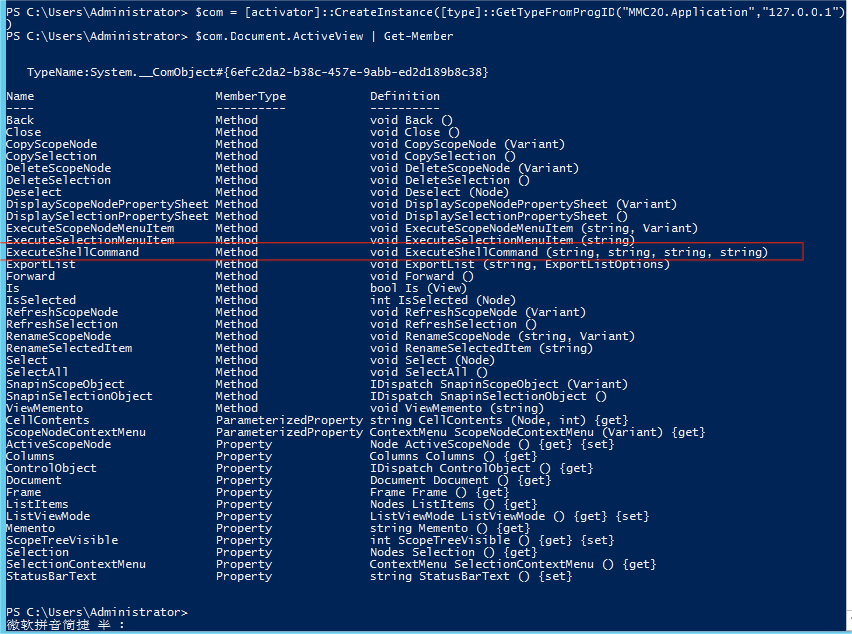 PS C:\Users\Administrator> $com = [activator]::CreateInstance([type]::GetTypeFromProgID("MMC20.Application","127.0.0.1")
)
PS C:\Users\Administrator> $com.Document.ActiveView | Get-Member
TypeName:System.__ComObject#{6efc2da2-b38c-457e-9abb-ed2d189b8c38}
Name MemberType Definition
---- ---------- ----------
Back Method void Back ()
Close Method void Close ()
CopyScopeNode Method void CopyScopeNode (Variant)
CopySelection Method void CopySelection ()
DeleteScopeNode Method void DeleteScopeNode (Variant)
DeleteSelection Method void DeleteSelection ()
Deselect Method void Deselect (Node)
DisplayScopeNodePropertySheet Method void DisplayScopeNodePropertySheet (Variant)
DisplaySelectionPropertySheet Method void DisplaySelectionPropertySheet ()
ExecuteScopeNodeMenuItem Method void ExecuteScopeNodeMenuItem (string, Variant)
ExecuteSelectionMenuItem Method void ExecuteSelectionMenuItem (string)
ExecuteShellCommand Method void ExecuteShellCommand (string, string, string, string)
ExportList Method void ExportList (string, ExportListOptions)
Forward Method void Forward ()
Is Method bool Is (View)
IsSelected Method int IsSelected (Node)
RefreshScopeNode Method void RefreshScopeNode (Variant)
RefreshSelection Method void RefreshSelection ()
RenameScopeNode Method void RenameScopeNode (string, Variant)
RenameSelectedItem Method void RenameSelectedItem (string)
Select Method void Select (Node)
SelectAll Method void SelectAll ()
SnapinScopeObject Method IDispatch SnapinScopeObject (Variant)
SnapinSelectionObject Method IDispatch SnapinSelectionObject ()
ViewMemento Method void ViewMemento (string)
CellContents ParameterizedProperty string CellContents (Node, int) {get}
ScopeNodeContextMenu ParameterizedProperty ContextMenu ScopeNodeContextMenu (Variant) {get}
ActiveScopeNode Property Node ActiveScopeNode () {get} {set}
Columns Property Columns Columns () {get}
ControlObject Property IDispatch ControlObject () {get}
Document Property Document Document () {get}
Frame Property Frame Frame () {get}
ListItems Property Nodes ListItems () {get}
ListViewMode Property ListViewMode ListViewMode () {get} {set}
Memento Property string Memento () {get}
ScopeTreeVisible Property int ScopeTreeVisible () {get} {set}
Selection Property Nodes Selection () {get}
SelectionContextMenu Property ContextMenu SelectionContextMenu () {get}
StatusBarText Property string StatusBarText () {set}
PS C:\Users\Administrator>
微软拼音简捷 半 :